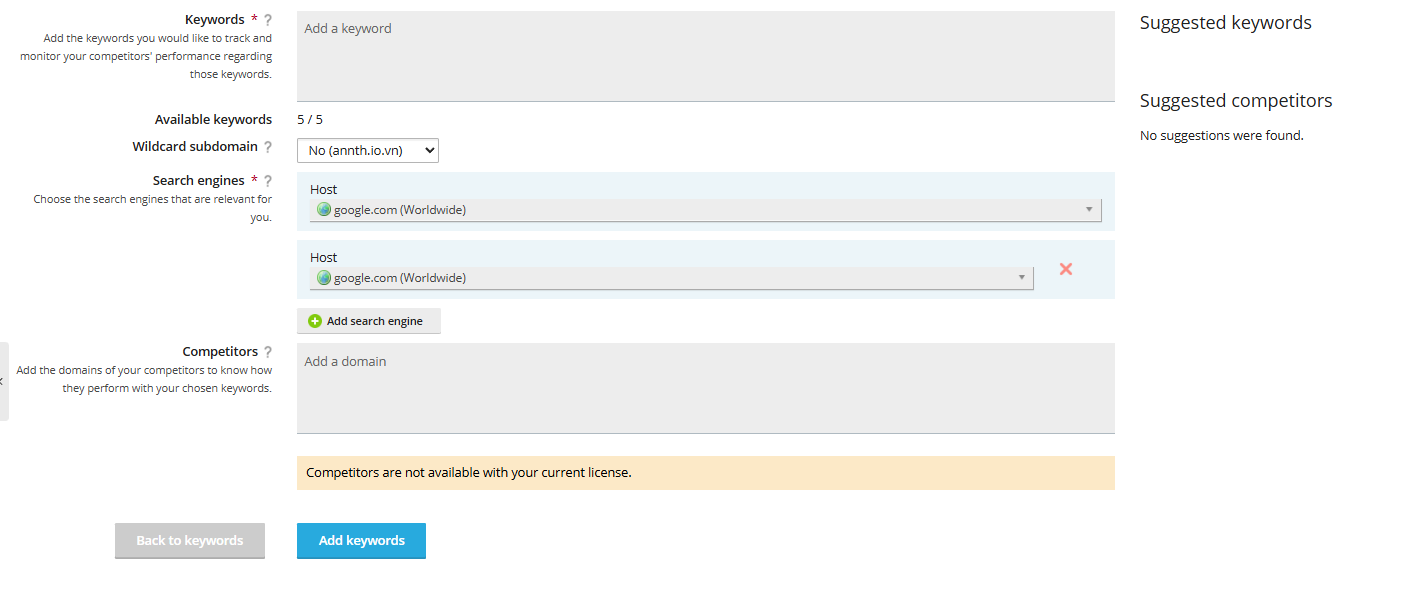 Keywords * ?
Add the keywords you would like to track and
monitor your competitors' performance regarding
those keywords.
Add a keyword
Available keywords
5 / 5
Wildcard subdomain ?
No (annth.io.vn)
Search engines * ?
Choose the search engines that are relevant for
you.
Host
google.com (Worldwide)
Host
google.com (Worldwide)
Add search engine
Competitors ?
Add the domains of your competitors to know how
they perform with your chosen keywords.
Add a domain
Competitors are not available with your current license.
Back to keywords
Add keywords
Suggested keywords
Suggested competitors
No suggestions were found.